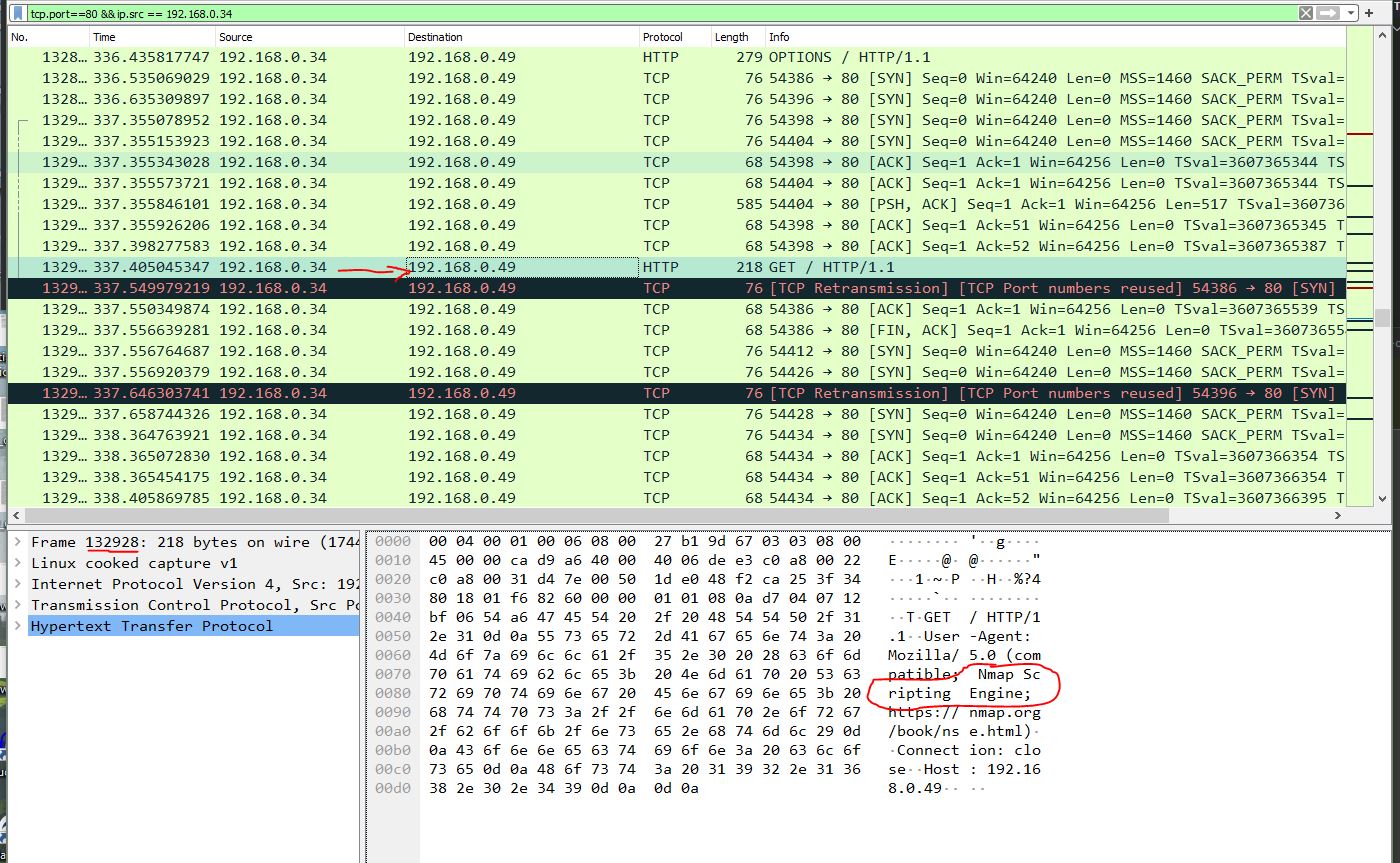 tcp.port==80 && ip.src == 192.168.0.34
No. Time Source Destination Protocol Length Info
1328… 336.435817747 192.168.0.34 192.168.0.49 HTTP 279 OPTIONS / HTTP/1.1
1328… 336.535069029 192.168.0.34 192.168.0.49 TCP 76 54386 → 80 [SYN] Seq=0 Win=64240 Len=0 MSS=1460 SACK_PERM TSval=
1328… 336.635309897 192.168.0.34 192.168.0.49 TCP 76 54396 → 80 [SYN] Seq=0 Win=64240 Len=0 MSS=1460 SACK_PERM TSval=
1329… 337.355078952 192.168.0.34 192.168.0.49 TCP 76 54398 → 80 [SYN] Seq=0 Win=64240 Len=0 MSS=1460 SACK_PERM TSval=
1329… 337.355153923 192.168.0.34 192.168.0.49 TCP 76 54404 → 80 [SYN] Seq=0 Win=64240 Len=0 MSS=1460 SACK_PERM TSval=
1329… 337.355343028 192.168.0.34 192.168.0.49 TCP 68 54398 → 80 [ACK] Seq=1 Ack=1 Win=64256 Len=0 TSval=3607365344 TS
1329… 337.355573721 192.168.0.34 192.168.0.49 TCP 68 54404 → 80 [ACK] Seq=1 Ack=1 Win=64256 Len=0 TSval=3607365344 TS
1329… 337.355846101 192.168.0.34 192.168.0.49 TCP 585 54404 → 80 [PSH, ACK] Seq=1 Ack=1 Win=64256 Len=517 TSval=360736
1329… 337.355926206 192.168.0.34 192.168.0.49 TCP 68 54398 → 80 [ACK] Seq=1 Ack=51 Win=64256 Len=0 TSval=3607365345 T
1329… 337.398277583 192.168.0.34 192.168.0.49 TCP 68 54398 → 80 [ACK] Seq=1 Ack=52 Win=64256 Len=0 TSval=3607365387 T
1329… 337.405045347 192.168.0.34 192.168.0.49 HTTP 218 GET / HTTP/1.1
1329… 337.549979219 192.168.0.34 192.168.0.49 TCP 76 [TCP Retransmission] [TCP Port numbers reused] 54386 → 80 [SYN]
1329… 337.550349874 192.168.0.34 192.168.0.49 TCP 68 54386 → 80 [ACK] Seq=1 Ack=1 Win=64256 Len=0 TSval=3607365539 TS
1329… 337.556639281 192.168.0.34 192.168.0.49 TCP 68 54386 → 80 [FIN, ACK] Seq=1 Ack=1 Win=64256 Len=0 TSval=36073655
1329… 337.556764687 192.168.0.34 192.168.0.49 TCP 76 54412 → 80 [SYN] Seq=0 Win=64240 Len=0 MSS=1460 SACK_PERM TSval=
1329… 337.556920379 192.168.0.34 192.168.0.49 TCP 76 54426 → 80 [SYN] Seq=0 Win=64240 Len=0 MSS=1460 SACK_PERM TSval=
1329… 337.646303741 192.168.0.34 192.168.0.49 TCP 76 [TCP Retransmission] [TCP Port numbers reused] 54396 → 80 [SYN]
1329… 337.658744326 192.168.0.34 192.168.0.49 TCP 76 54428 → 80 [SYN] Seq=0 Win=64240 Len=0 MSS=1460 SACK_PERM TSval=
1329… 338.364763921 192.168.0.34 192.168.0.49 TCP 76 54434 → 80 [SYN] Seq=0 Win=64240 Len=0 MSS=1460 SACK_PERM TSval=
1329… 338.365072830 192.168.0.34 192.168.0.49 TCP 68 54434 → 80 [ACK] Seq=1 Ack=1 Win=64256 Len=0 TSval=3607366354 TS
1329… 338.365454175 192.168.0.34 192.168.0.49 TCP 68 54434 → 80 [ACK] Seq=1 Ack=51 Win=64256 Len=0 TSval=3607366354 T
1329… 338.405869785 192.168.0.34 192.168.0.49 TCP 68 54434 → 80 [ACK] Seq=1 Ack=52 Win=64256 Len=0 TSval=3607366395 T
Frame 132928: 218 bytes on wire (1744
Linux cooked capture v1
Internet Protocol Version 4, Src: 192
Transmission Control Protocol, Src Po
Hypertext Transfer Protocol
0000 00 04 00 01 00 06 08 00 27 b1 9d 67 03 03 08 00 ········ '··g····
0010 45 00 00 ca d9 a6 40 00 40 06 de e3 c0 a8 00 22 E·····@· @······"
0020 c0 a8 00 31 d4 7e 00 50 1d e0 48 f2 ca 25 3f 34 ···1·~·P ··H··%?4
0030 80 18 01 f6 82 60 00 00 01 01 08 0a d7 04 07 12 ·····`·· ········
0040 bf 06 54 a6 47 45 54 20 2f 20 48 54 54 50 2f 31 ··T·GET / HTTP/1
0050 2e 31 0d 0a 55 73 65 72 2d 41 67 65 6e 74 3a 20 .1··User -Agent:
0060 4d 6f 7a 69 6c 6c 61 2f 35 2e 30 20 28 63 6f 6d Mozilla/ 5.0 (com
0070 70 61 74 69 62 6c 65 3b 20 4e 6d 61 70 20 53 63 patible; Nmap Sc
0080 72 69 70 74 69 6e 67 20 45 6e 67 69 6e 65 3b 20 ripting Engine;
0090 68 74 74 70 73 3a 2f 2f 6e 6d 61 70 2e 6f 72 67 https:// nmap.org
00a0 2f 62 6f 6f 6b 2f 6e 73 65 2e 68 74 6d 6c 29 0d /book/ns e.html)·
00b0 0a 43 6f 6e 6e 65 63 74 69 6f 6e 3a 20 63 6c 6f ·Connect ion: clo
00c0 73 65 0d 0a 48 6f 73 74 3a 20 31 39 32 2e 31 36 se··Host : 192.16
00d0 38 2e 30 2e 34 39 0d 0a 0d 0a 8.0.49·· ··